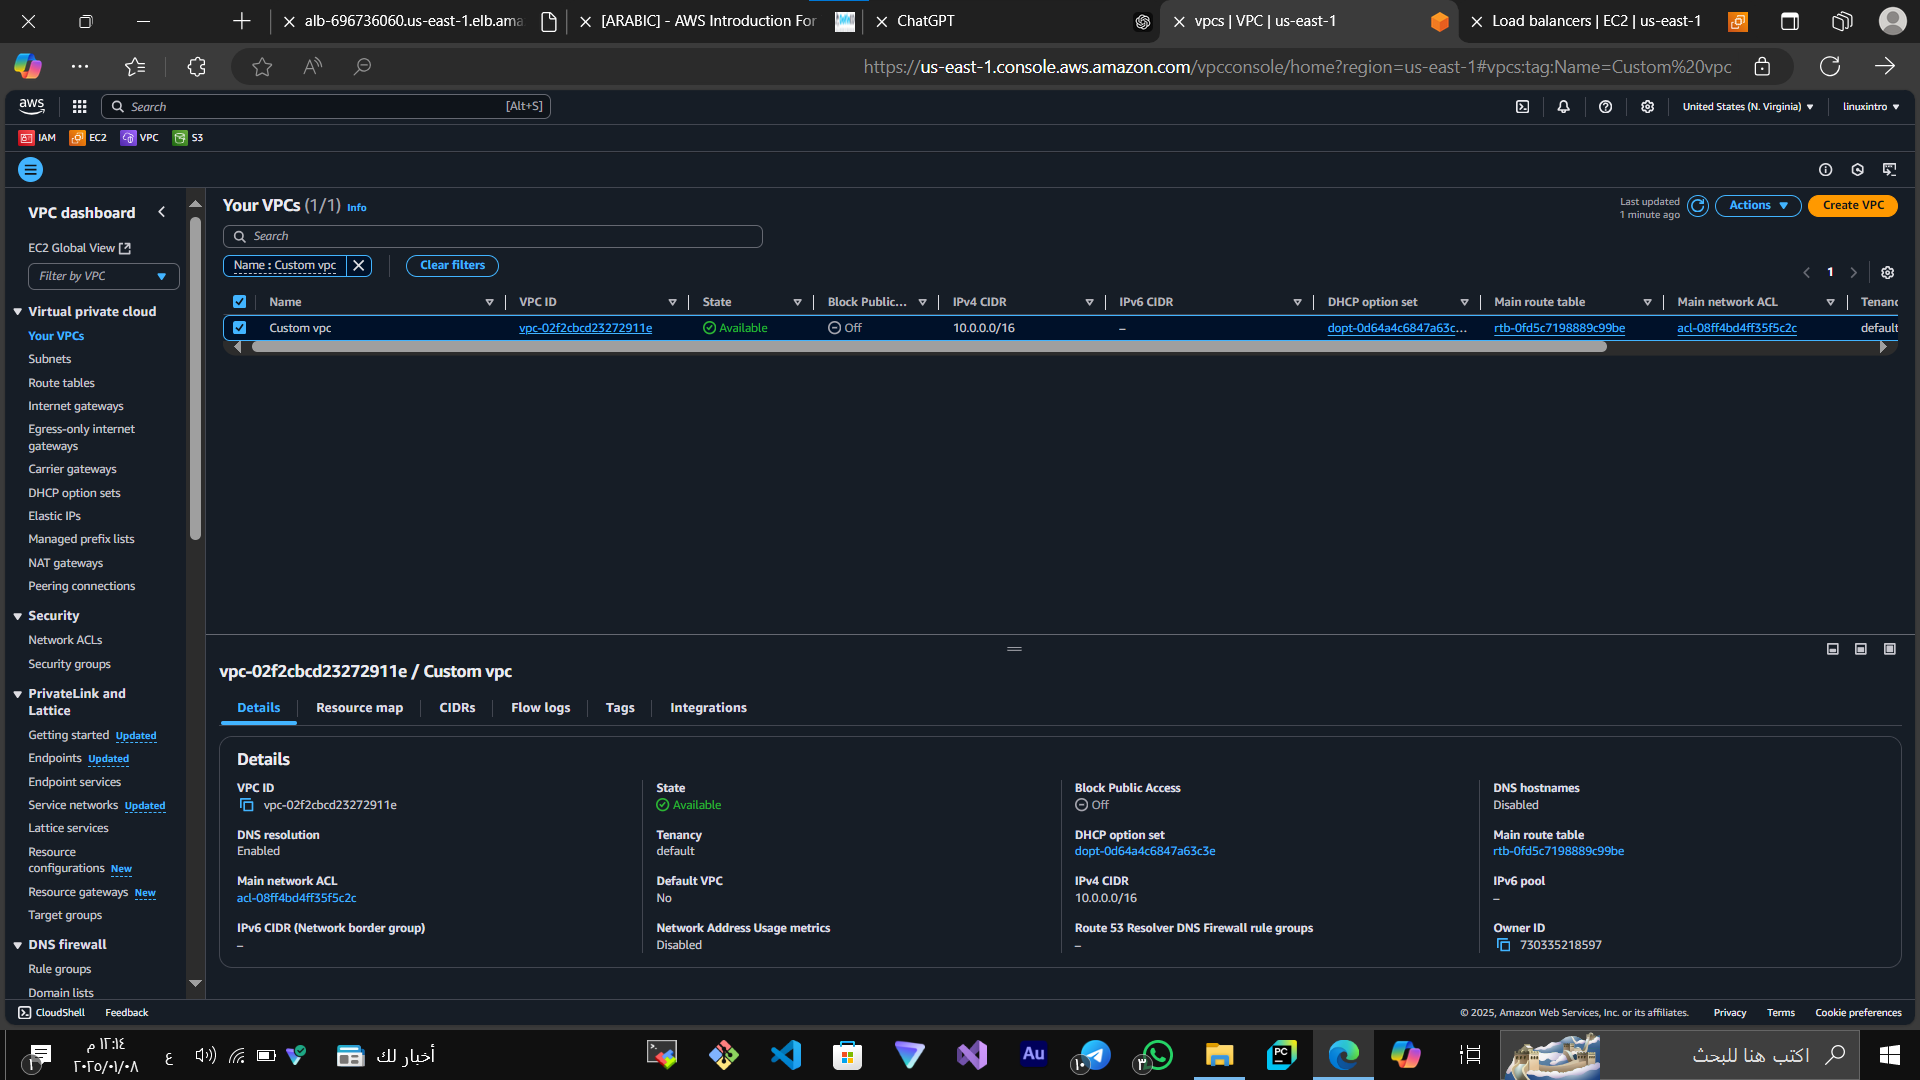 alb-696736060.us-east-1.elb.ama
[ARABIC] - AWS Introduction For
ChatGPT
vpcs | VPC | us-east-1
Load balancers | EC2 | us-east-1
https://us-east-1.console.aws.amazon.com/vpcconsole/home?region=us-east-1#vpcs:tag:Name=Custom%20vpc
aws
Search
[Alt+S]
United States (N. Virginia)
linuxintro
IAM
EC2
VPC
S3
VPC dashboard
EC2 Global View
Filter by VPC
Virtual private cloud
Your VPCs
Subnets
Route tables
Internet gateways
Egress-only internet
gateways
Carrier gateways
DHCP option sets
Elastic IPs
Managed prefix lists
NAT gateways
Peering connections
Security
Network ACLs
Security groups
PrivateLink and
Lattice
Getting started Updated
Endpoints Updated
Endpoint services
Service networks Updated
Lattice services
Resource
configurations New
Resource gateways New
Target groups
DNS firewall
Rule groups
Domain lists
Your VPCs (1/1) Info
Last updated
1 minute ago
Actions
Create VPC
Search
Name : Custom vpc
Clear filters
1
Name
VPC ID
State
Block Public...
IPv4 CIDR
IPv6 CIDR
DHCP option set
Main route table
Main network ACL
Tenanc
Custom vpc
vpc-02f2cbcd23272911e
Available
Off
10.0.0.0/16
–
dopt-0d64a4c6847a63c...
rtb-0fd5c7198889c99be
acl-08ff4bd4ff35f5c2c
default
vpc-02f2cbcd23272911e / Custom vpc
Details
Resource map
CIDRs
Flow logs
Tags
Integrations
Details
VPC ID
vpc-02f2cbcd23272911e
State
Available
Block Public Access
Off
DNS hostnames
Disabled
DNS resolution
Enabled
Tenancy
default
DHCP option set
dopt-0d64a4c6847a63c3e
Main route table
rtb-0fd5c7198889c99be
Main network ACL
acl-08ff4bd4ff35f5c2c
Default VPC
No
IPv4 CIDR
10.0.0.0/16
IPv6 pool
–
IPv6 CIDR (Network border group)
–
Network Address Usage metrics
Disabled
Route 53 Resolver DNS Firewall rule groups
–
Owner ID
730335218597
CloudShell
Feedback
© 2025, Amazon Web Services, Inc. or its affiliates.
Privacy
Terms
Cookie preferences
١
١٢:١٤ م
٢٠٢٥/٠١/٠٨
ع
أخبار لك
Au
١٠
٣
PC
اكتب هنا للبحث